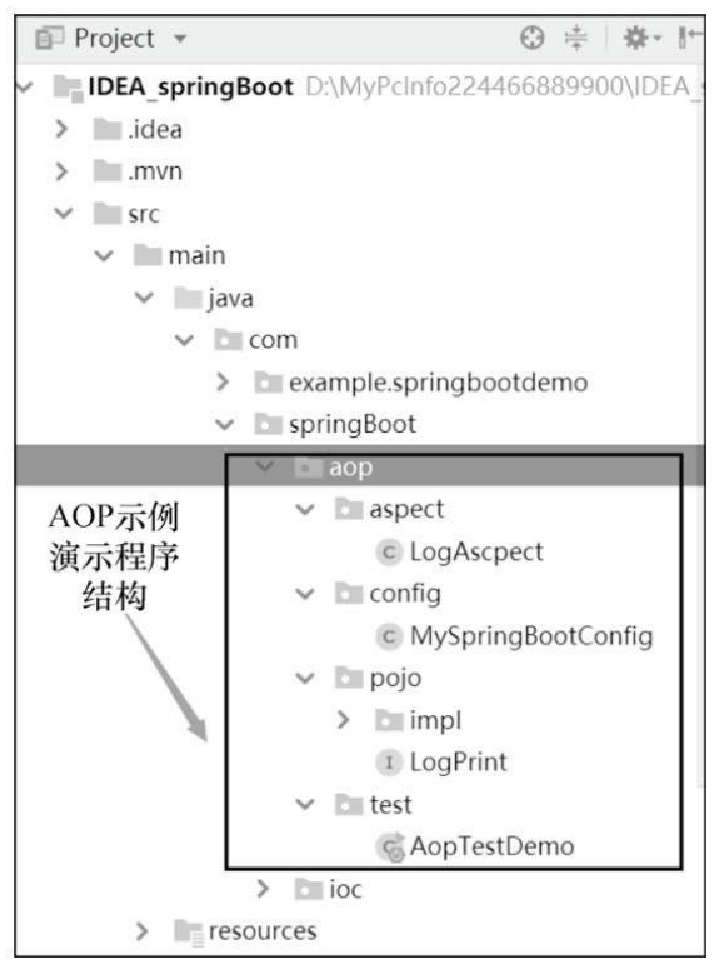 Project
IDEA_springBoot D:\MyPcInfo224466889900\IDEA_
.idea
.mvn
src
main
java
com
example.springbootdemo
springBoot
aop
aspect
LogAscpect
config
MySpringBootConfig
pojo
impl
LogPrint
test
AopTestDemo
ioc
resources
AOP示例
演示程序
结构